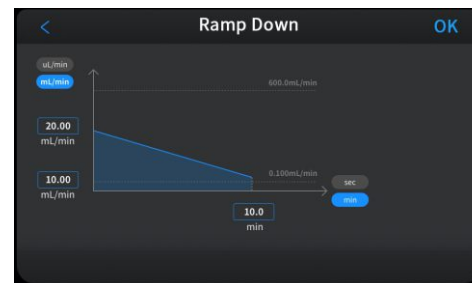 <
Ramp Down
OK
uL/min
mL/min
600.0mL/min
20.00
mL/min
0.100mL/min
10.00
mL/min
sec
min
10.0
min